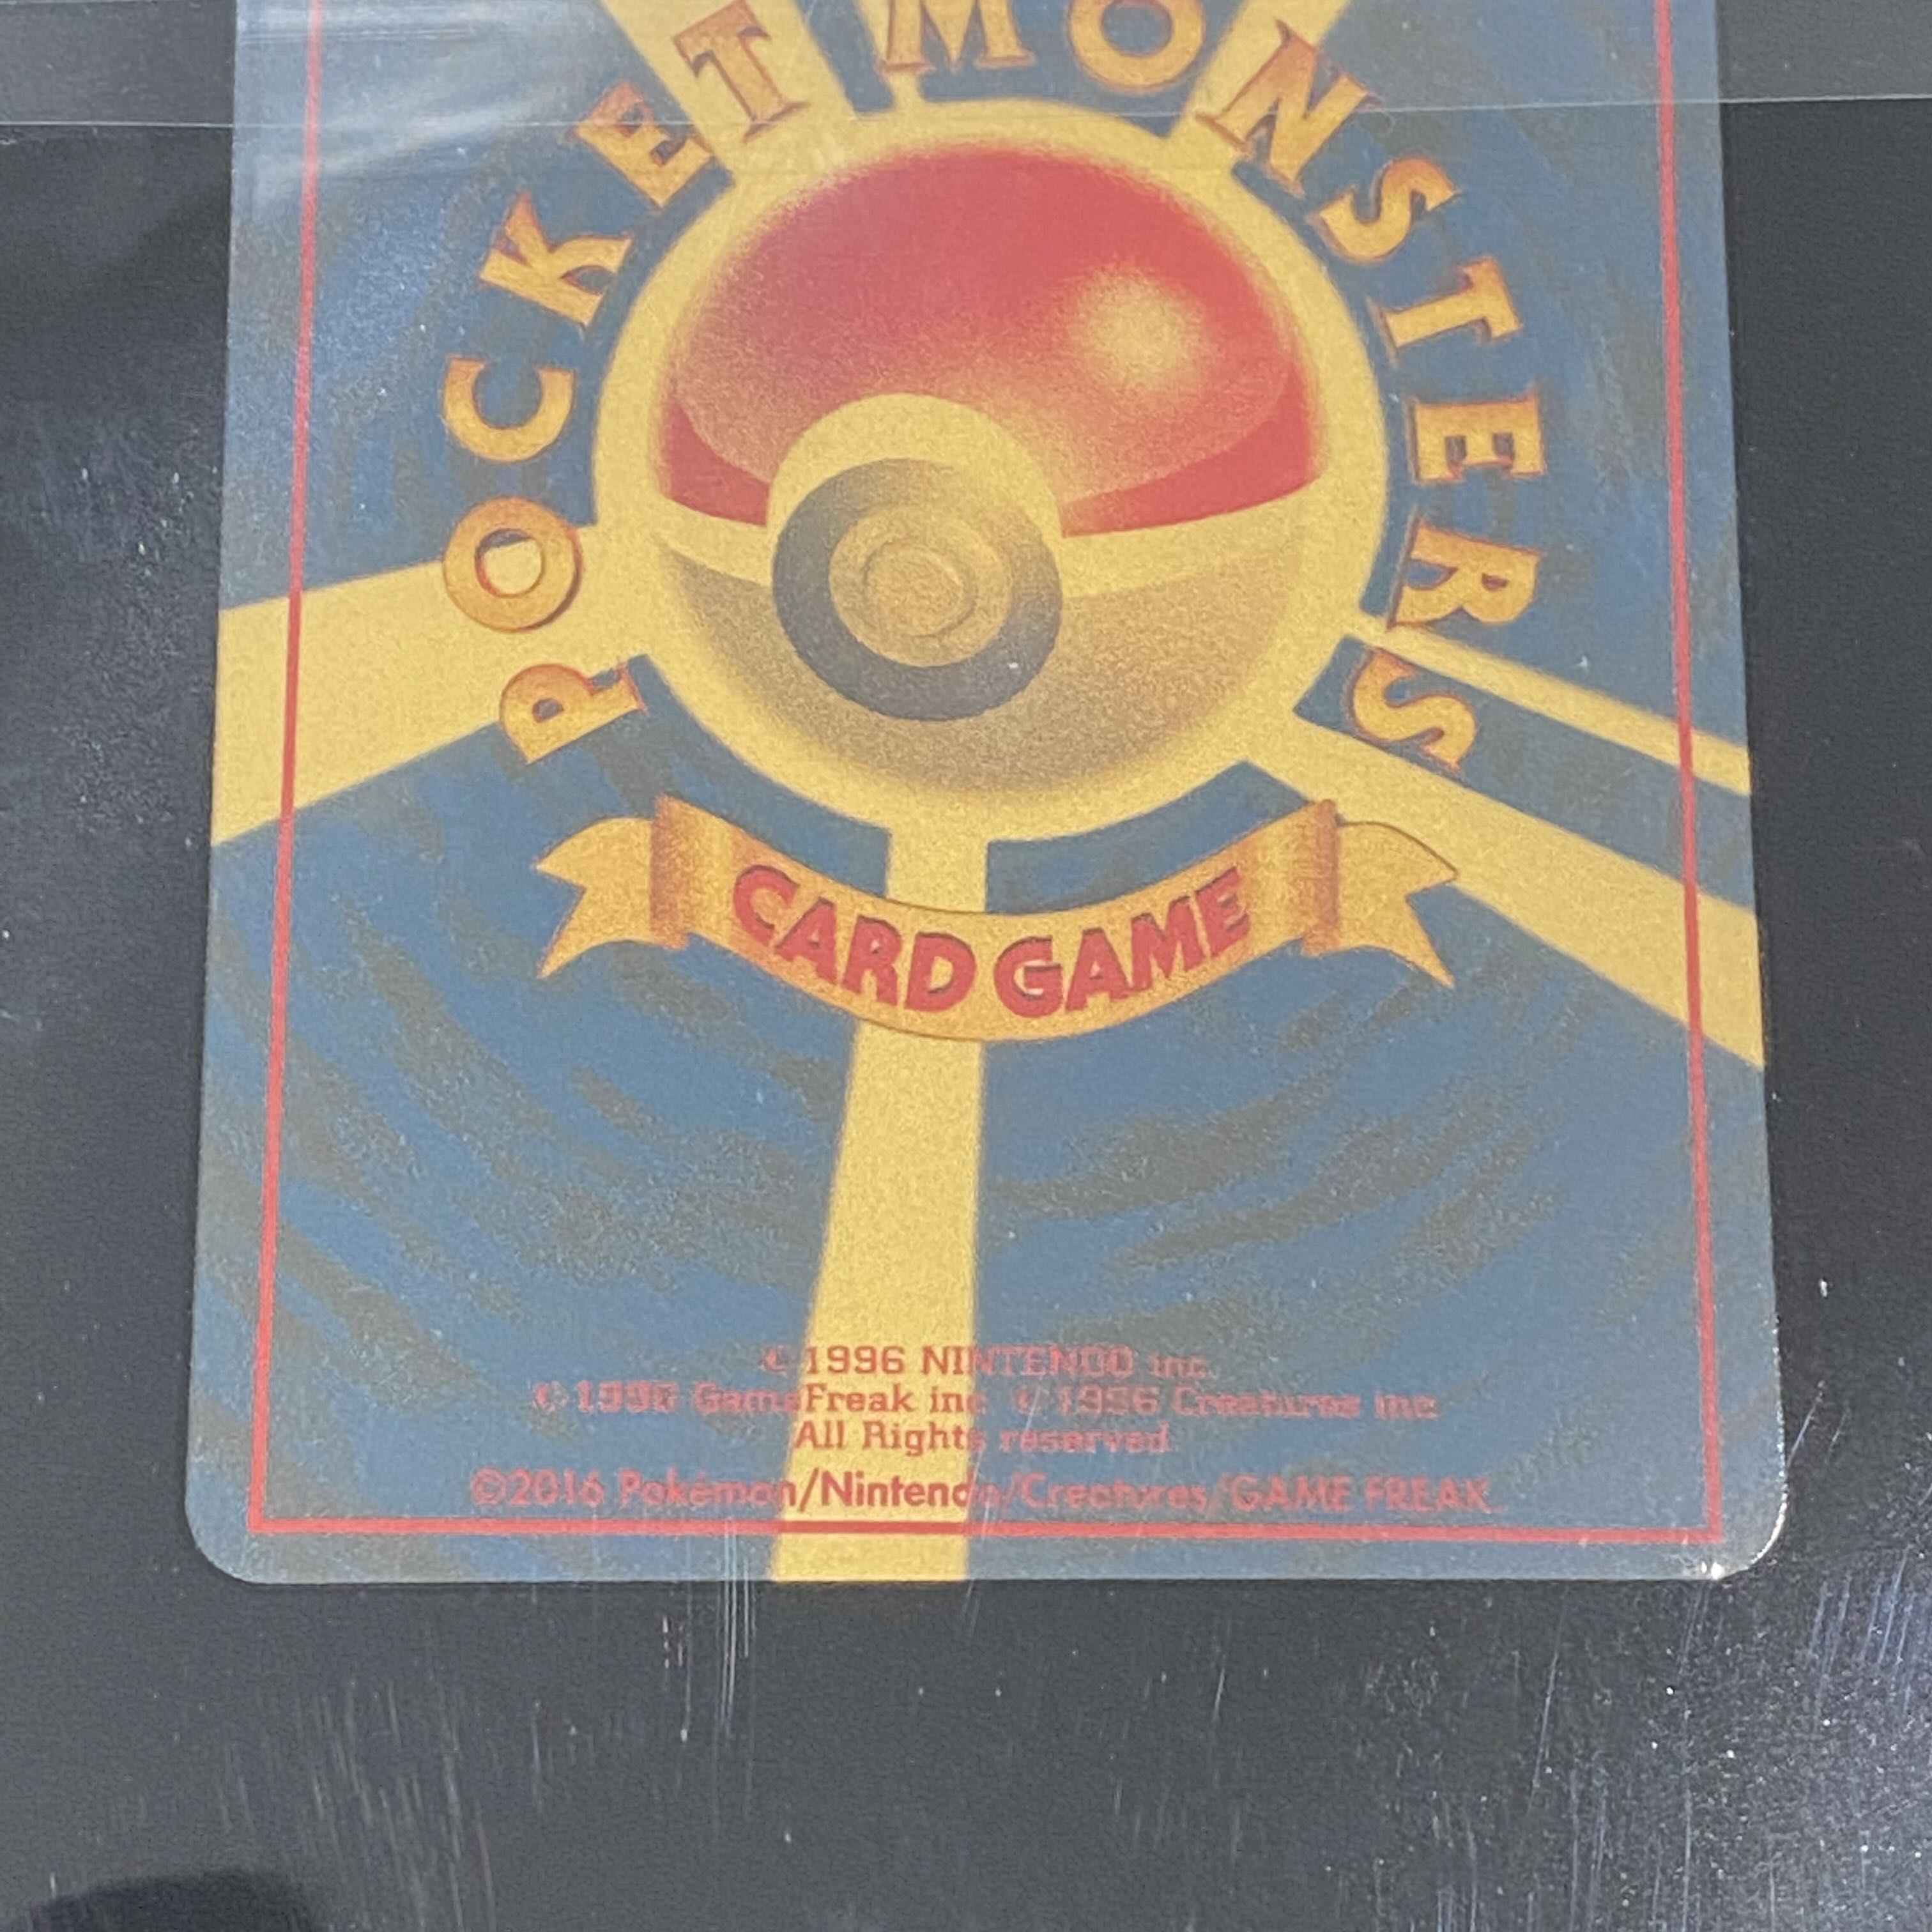 POCKET MONSTERS
CARD GAME
©1996 NINTENDO inc.
©1996 GameFreak inc. ©1996 Creatures inc.
All Rights reserved.
©2016 Pokémon/Nintendo/Creatures/GAME FREAK.